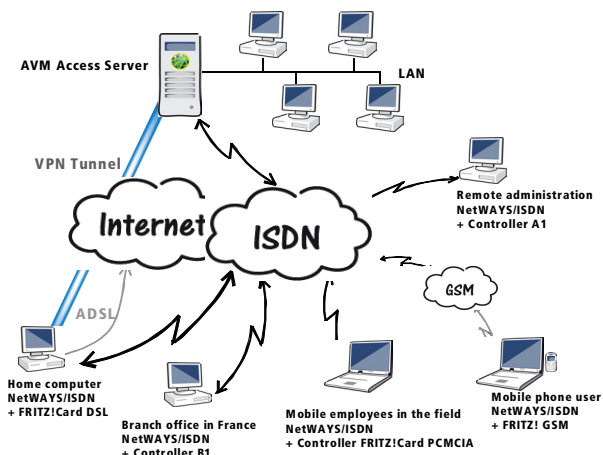 AVM Access Server
LAN
VPN Tunnel
Remote administration
NetWAYS/ISDN
+ Controller A1
Internet
ISDN
GSM
ADSL
Home computer
NetWAYS/ISDN
+ FRITZ!Card DSL
Branch office in France
NetWAYS/ISDN
+ Controller B1
Mobile employees in the field
NetWAYS/ISDN
+ Controller FRITZ!Card PCMCIA
Mobile phone user
NetWAYS/ISDN
+ FRITZ! GSM